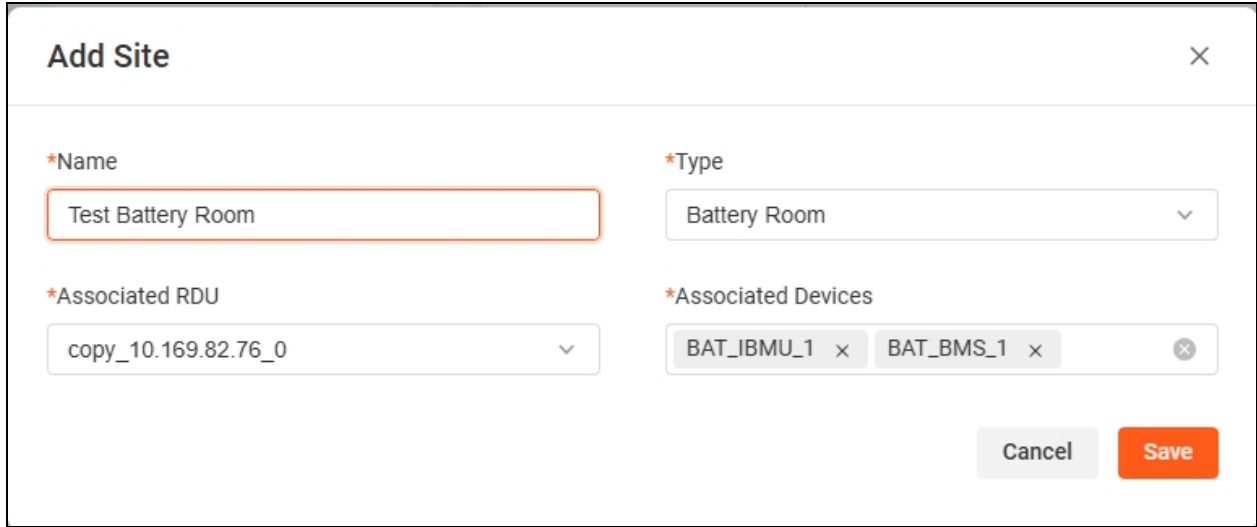 Add Site
*Name
*Type
Test Battery Room
Battery Room
*Associated RDU
*Associated Devices
copy_10.169.82.76_0
BAT_IBMU_1 × BAT_BMS_1 ×
Cancel Save